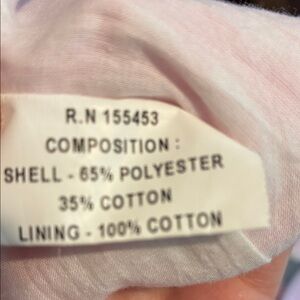 R.N 155453
COMPOSITION :
SHELL - 65% POLYESTER
35% COTTON
LINING - 100% COTTON